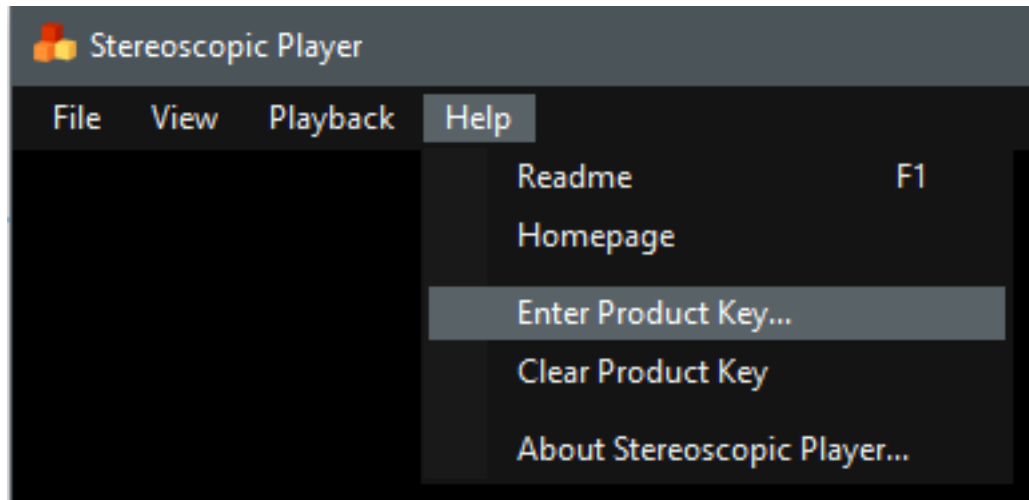 Stereoscopic Player
File View Playback Help
Readme F1
Homepage
Enter Product Key...
Clear Product Key
About Stereoscopic Player...